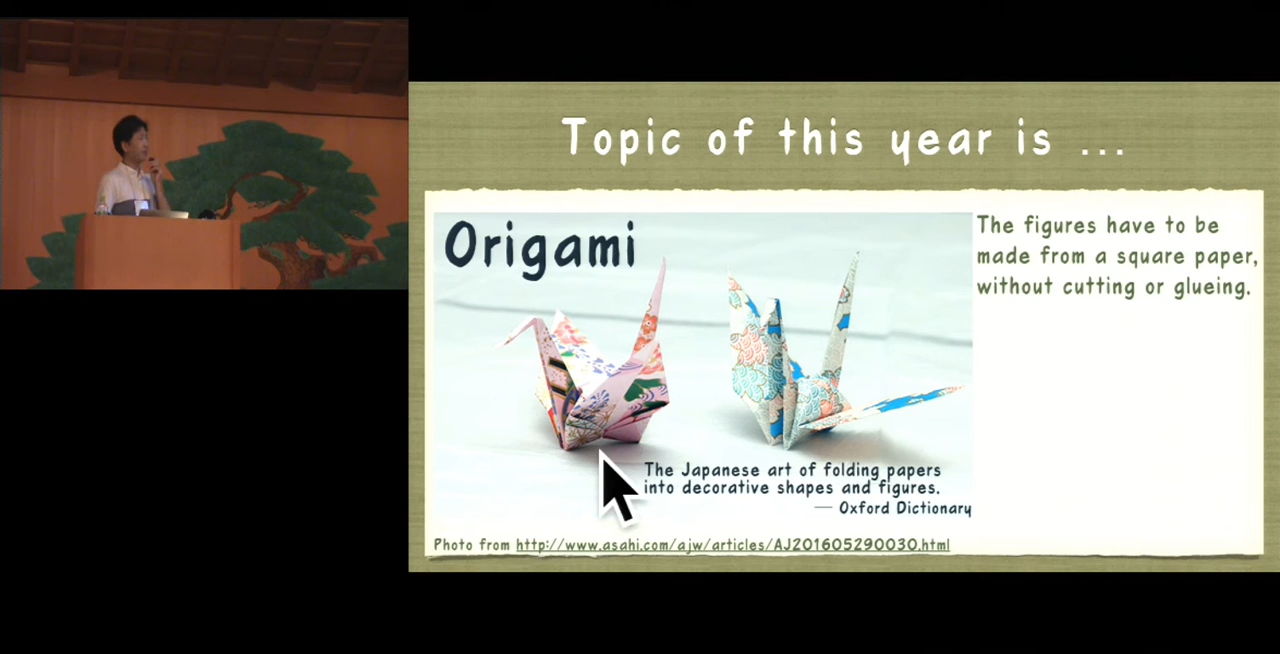 Topic of this year is ...
Origami
The figures have to be
made from a square paper,
without cutting or glueing.
The Japanese art of folding papers
into decorative shapes and figures.
— Oxford Dictionary
Photo from http://www.asahi.com/ajw/articles/AJ201605290030.html